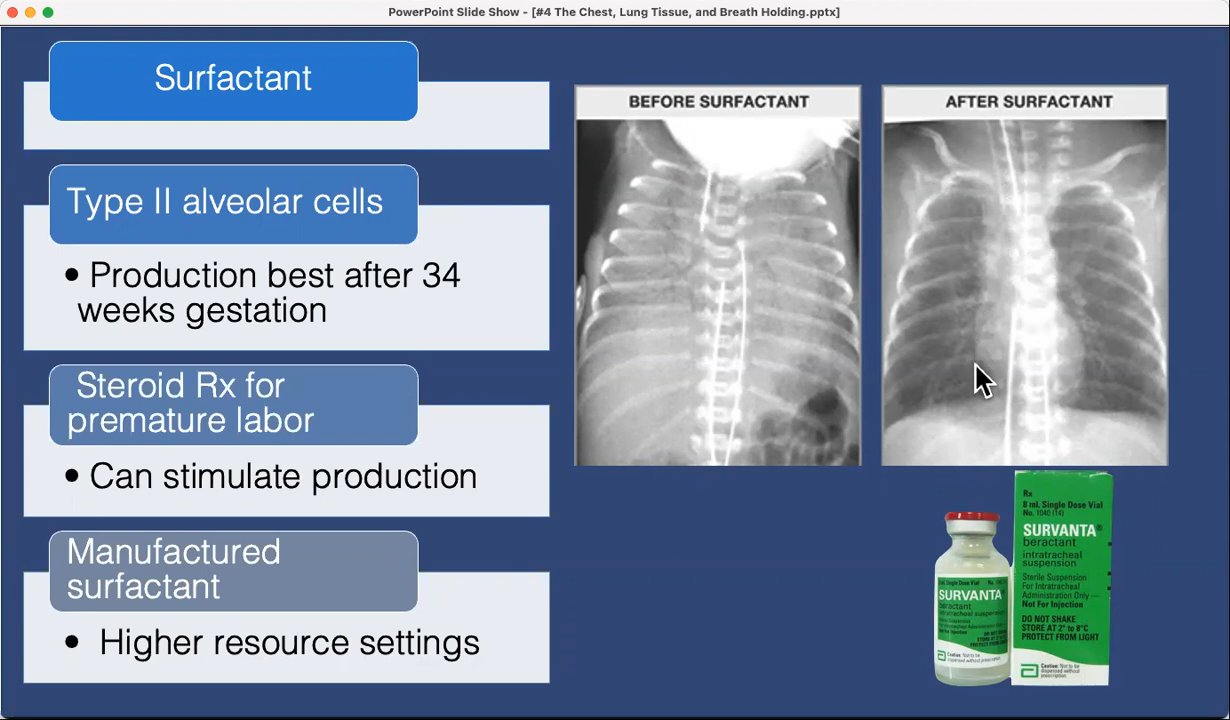 PowerPoint Slide Show - [#4 The Chest, Lung Tissue, and Breath Holding.pptx]
Surfactant
Type II alveolar cells
• Production best after 34
weeks gestation
Steroid Rx for
premature labor
• Can stimulate production
Manufactured
surfactant
• Higher resource settings
BEFORE SURFACTANT
AFTER SURFACTANT
SURVANTA
beractant
Rx
8 mL Single Dose Vial
No. 1040 (14)
SURVANTA®
beractant
intratracheal
suspension
Sterile Suspension
For Intratracheal
Administration Only —
Not For Injection
DO NOT SHAKE
STORE AT 2° to 8°C
PROTECT FROM LIGHT
Caution: Not to be
dispensed without
prescription.